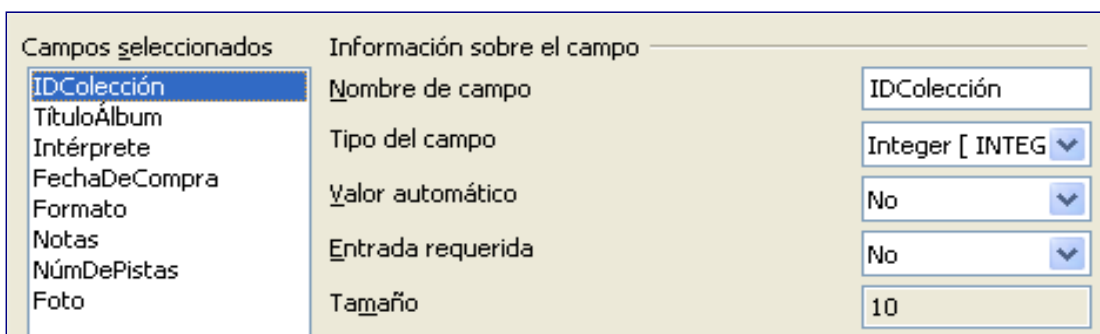 Campos seleccionados
IDColección
TítuloÁlbum
Intérprete
FechaDeCompra
Formato
Notas
NúmDePistas
Foto
Información sobre el campo
Nombre de campo IDColección
Tipo del campo Integer [ INTEG
Valor automático No
Entrada requerida No
Tamaño 10